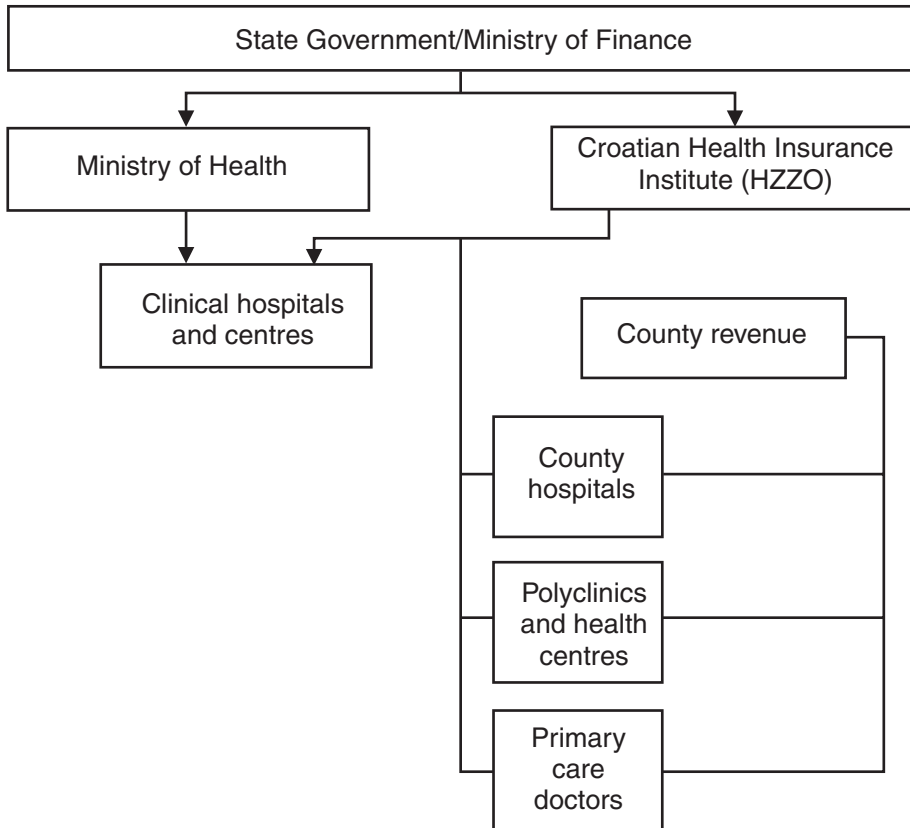 State Government/Ministry of Finance
Ministry of Health
Croatian Health Insurance
Institute (HZZO)
Clinical hospitals
and centres
County revenue
County
hospitals
Polyclinics
and health
centres
Primary
care
doctors